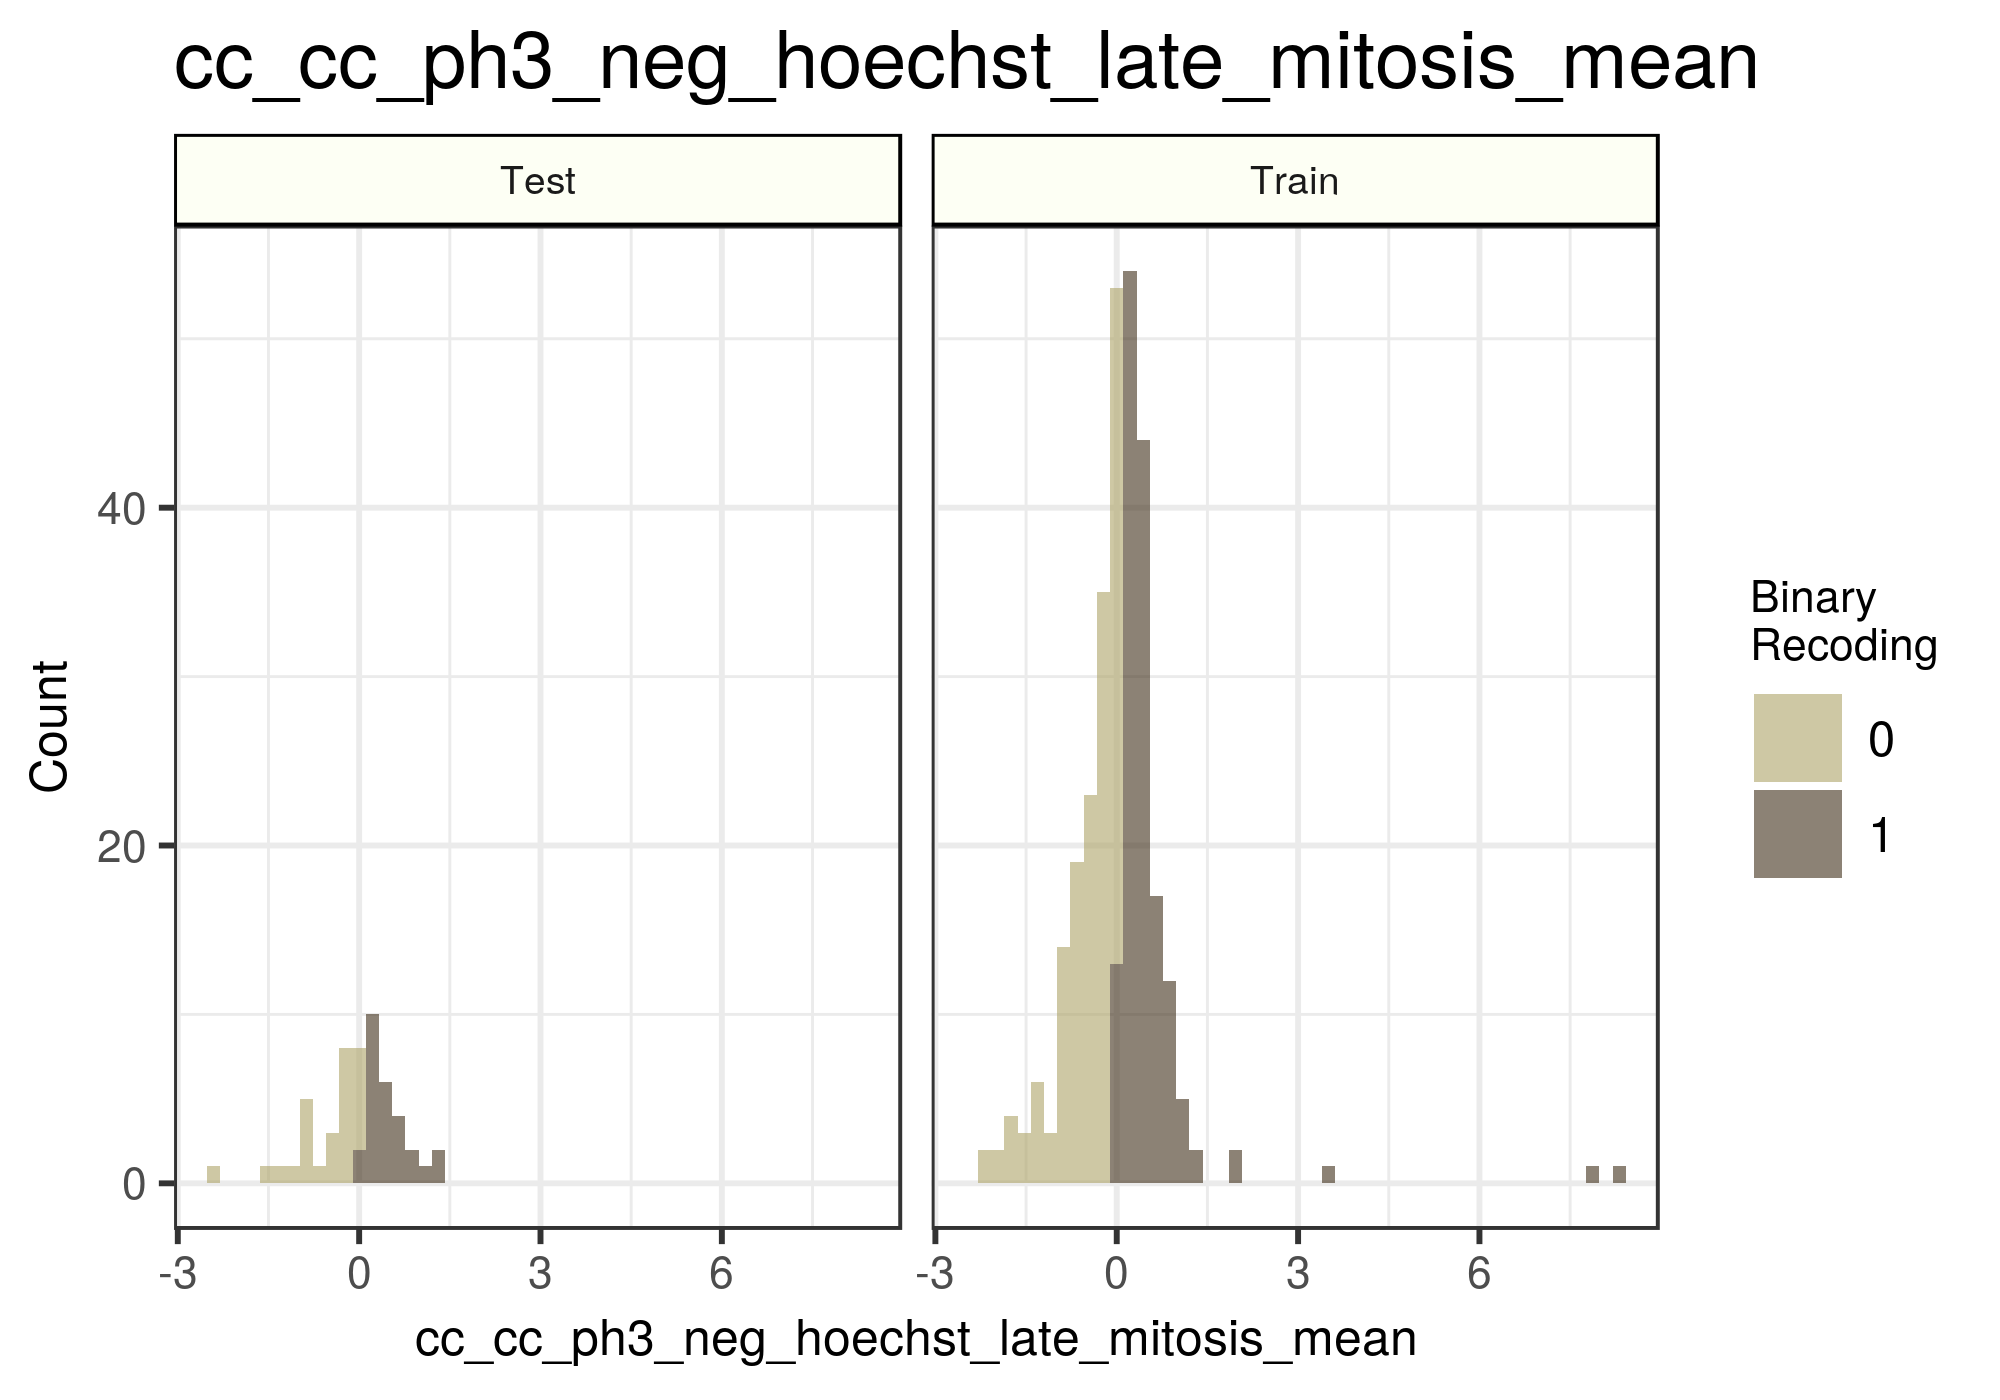 cc_cc_ph3_neg_hoechst_late_mitosis_mean
Test
Train
Count
40
20
0
-3 0 3 6
-3 0 3 6
cc_cc_ph3_neg_hoechst_late_mitosis_mean
Binary
Recoding
0
1